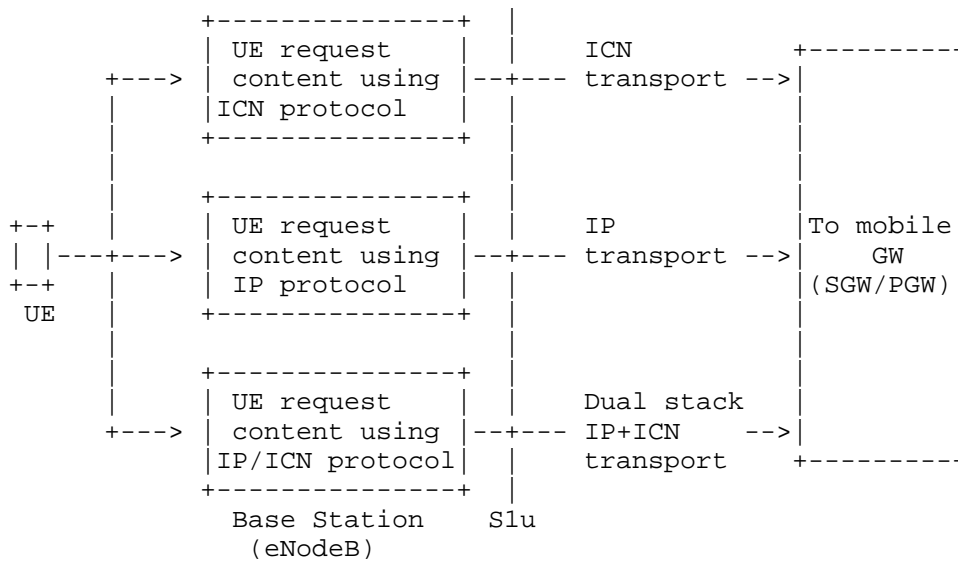 UE request
content using
ICN protocol
ICN
transport
UE request
content using
IP protocol
IP
transport
To mobile
GW
(SGW/PGW)
UE
UE request
content using
IP/ICN protocol
Dual stack
IP+ICN
transport
Base Station
(eNodeB)
S1u